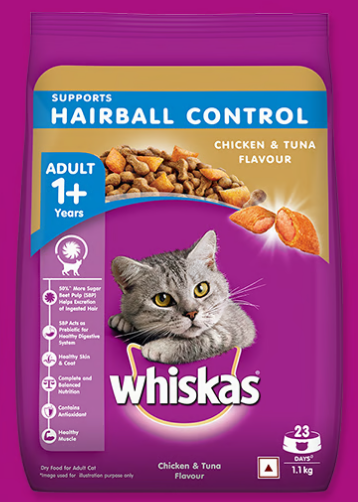 SUPPORTS
HAIRBALL CONTROL
CHICKEN & TUNA
FLAVOUR
ADULT
1+
Years
50%* More Sugar
Beet Pulp (SBP)
Helps Excretion
of Ingested Hair
SBP Acts as
Prebiotic for
Healthy Digestive
System
Healthy Skin
& Coat
Complete and
Balanced
Nutrition
Contains
Antioxidant
Healthy
Muscle
whiskas®
23
DAYS
1.1 kg
Chicken & Tuna
Flavour
Dry Food for Adult Cat
*Image used for illustration purpose only